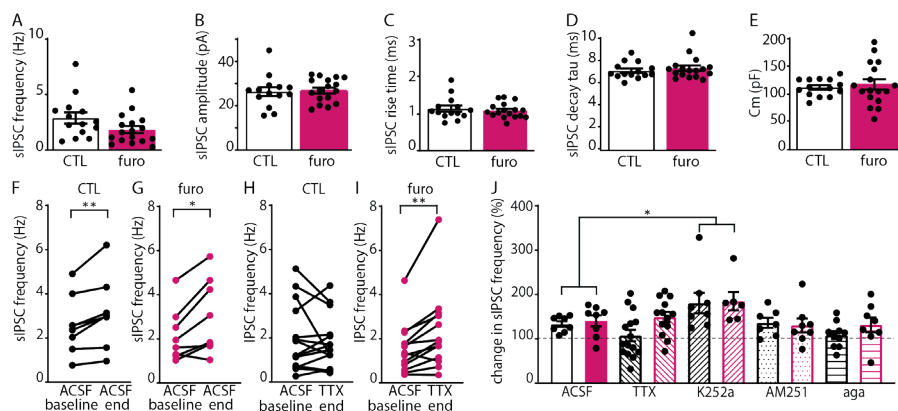 A
sIPSC frequency (Hz)
10
5
0
CTL
furo
B
sIPSC amplitude (pA)
60
40
20
0
CTL
furo
C
sIPSC rise time (ms)
4
3
2
1
0
CTL
furo
D
sIPSC decay tau (ms)
10
8
6
4
2
0
CTL
furo
E
Cm (pF)
200
150
100
50
0
CTL
furo
F
CTL
sIPSC frequency (Hz)
8
6
4
2
0
**
ACSF
baseline
ACSF
end
G
furo
sIPSC frequency (Hz)
8
6
4
2
0
*
ACSF
baseline
ACSF
end
H
CTL
IPSC frequency (Hz)
8
6
4
2
0
ACSF
baseline
TTX
end
I
furo
IPSC frequency (Hz)
8
6
4
2
0
**
ACSF
baseline
TTX
end
J
change in sIPSC frequency (%)
400
300
200
100
0
*
ACSF
TTX
K252a
AM251
aga